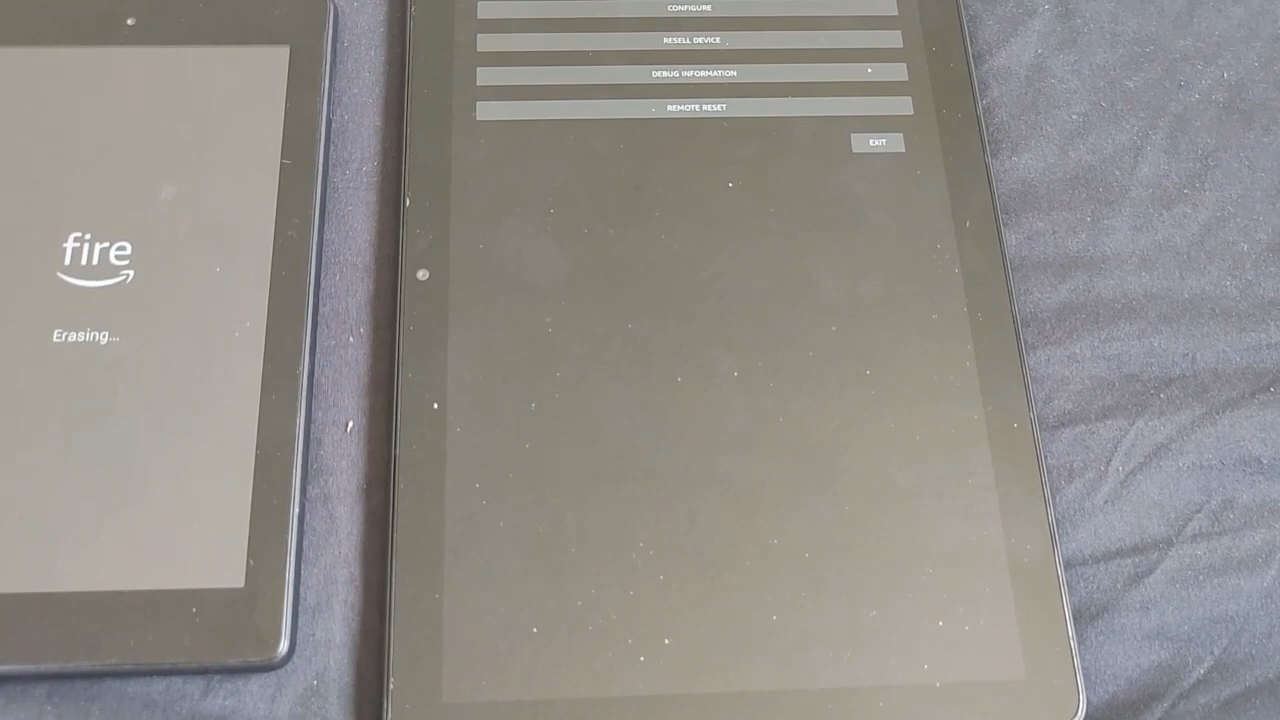 fire
Erasing...
CONFIGURE
RESELL DEVICE
DEBUG INFORMATION
REMOTE RESET
EXIT